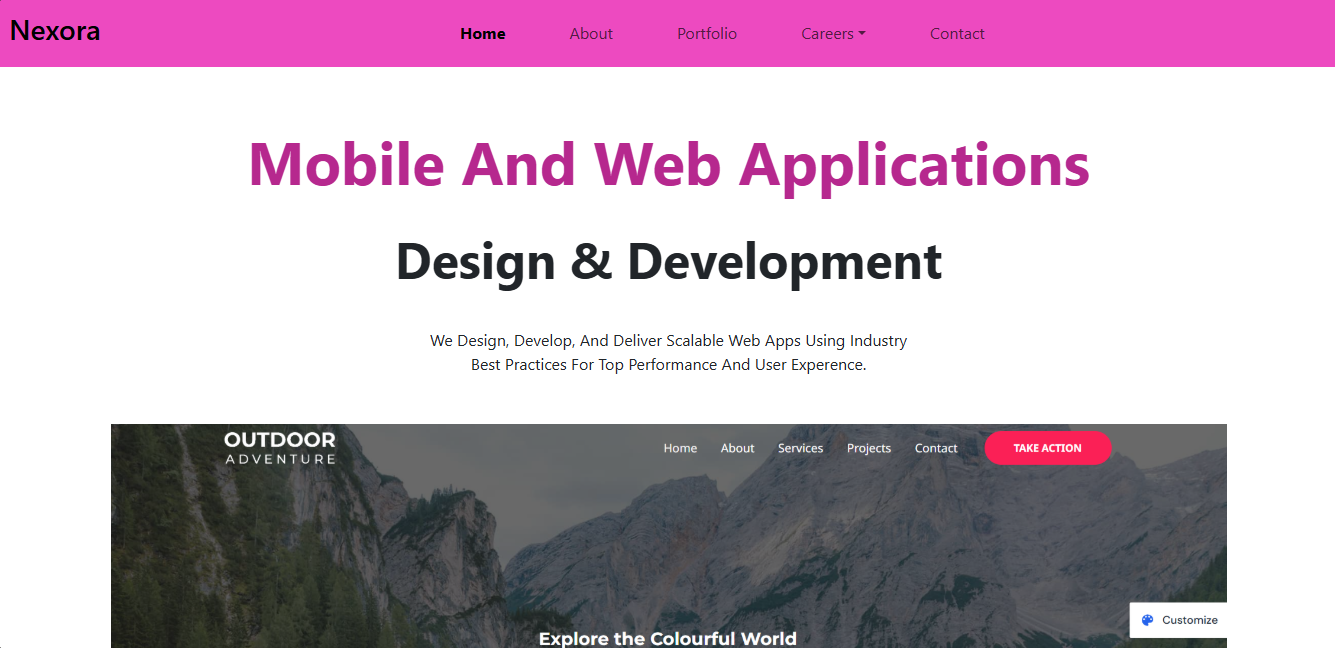 Nexora
Home About Portfolio Careers Contact
Mobile And Web Applications
Design & Development
We Design, Develop, And Deliver Scalable Web Apps Using Industry
Best Practices For Top Performance And User Experence.
OUTDOOR
ADVENTURE
Home About Services Projects Contact TAKE ACTION
Customize
Explore the Colourful World